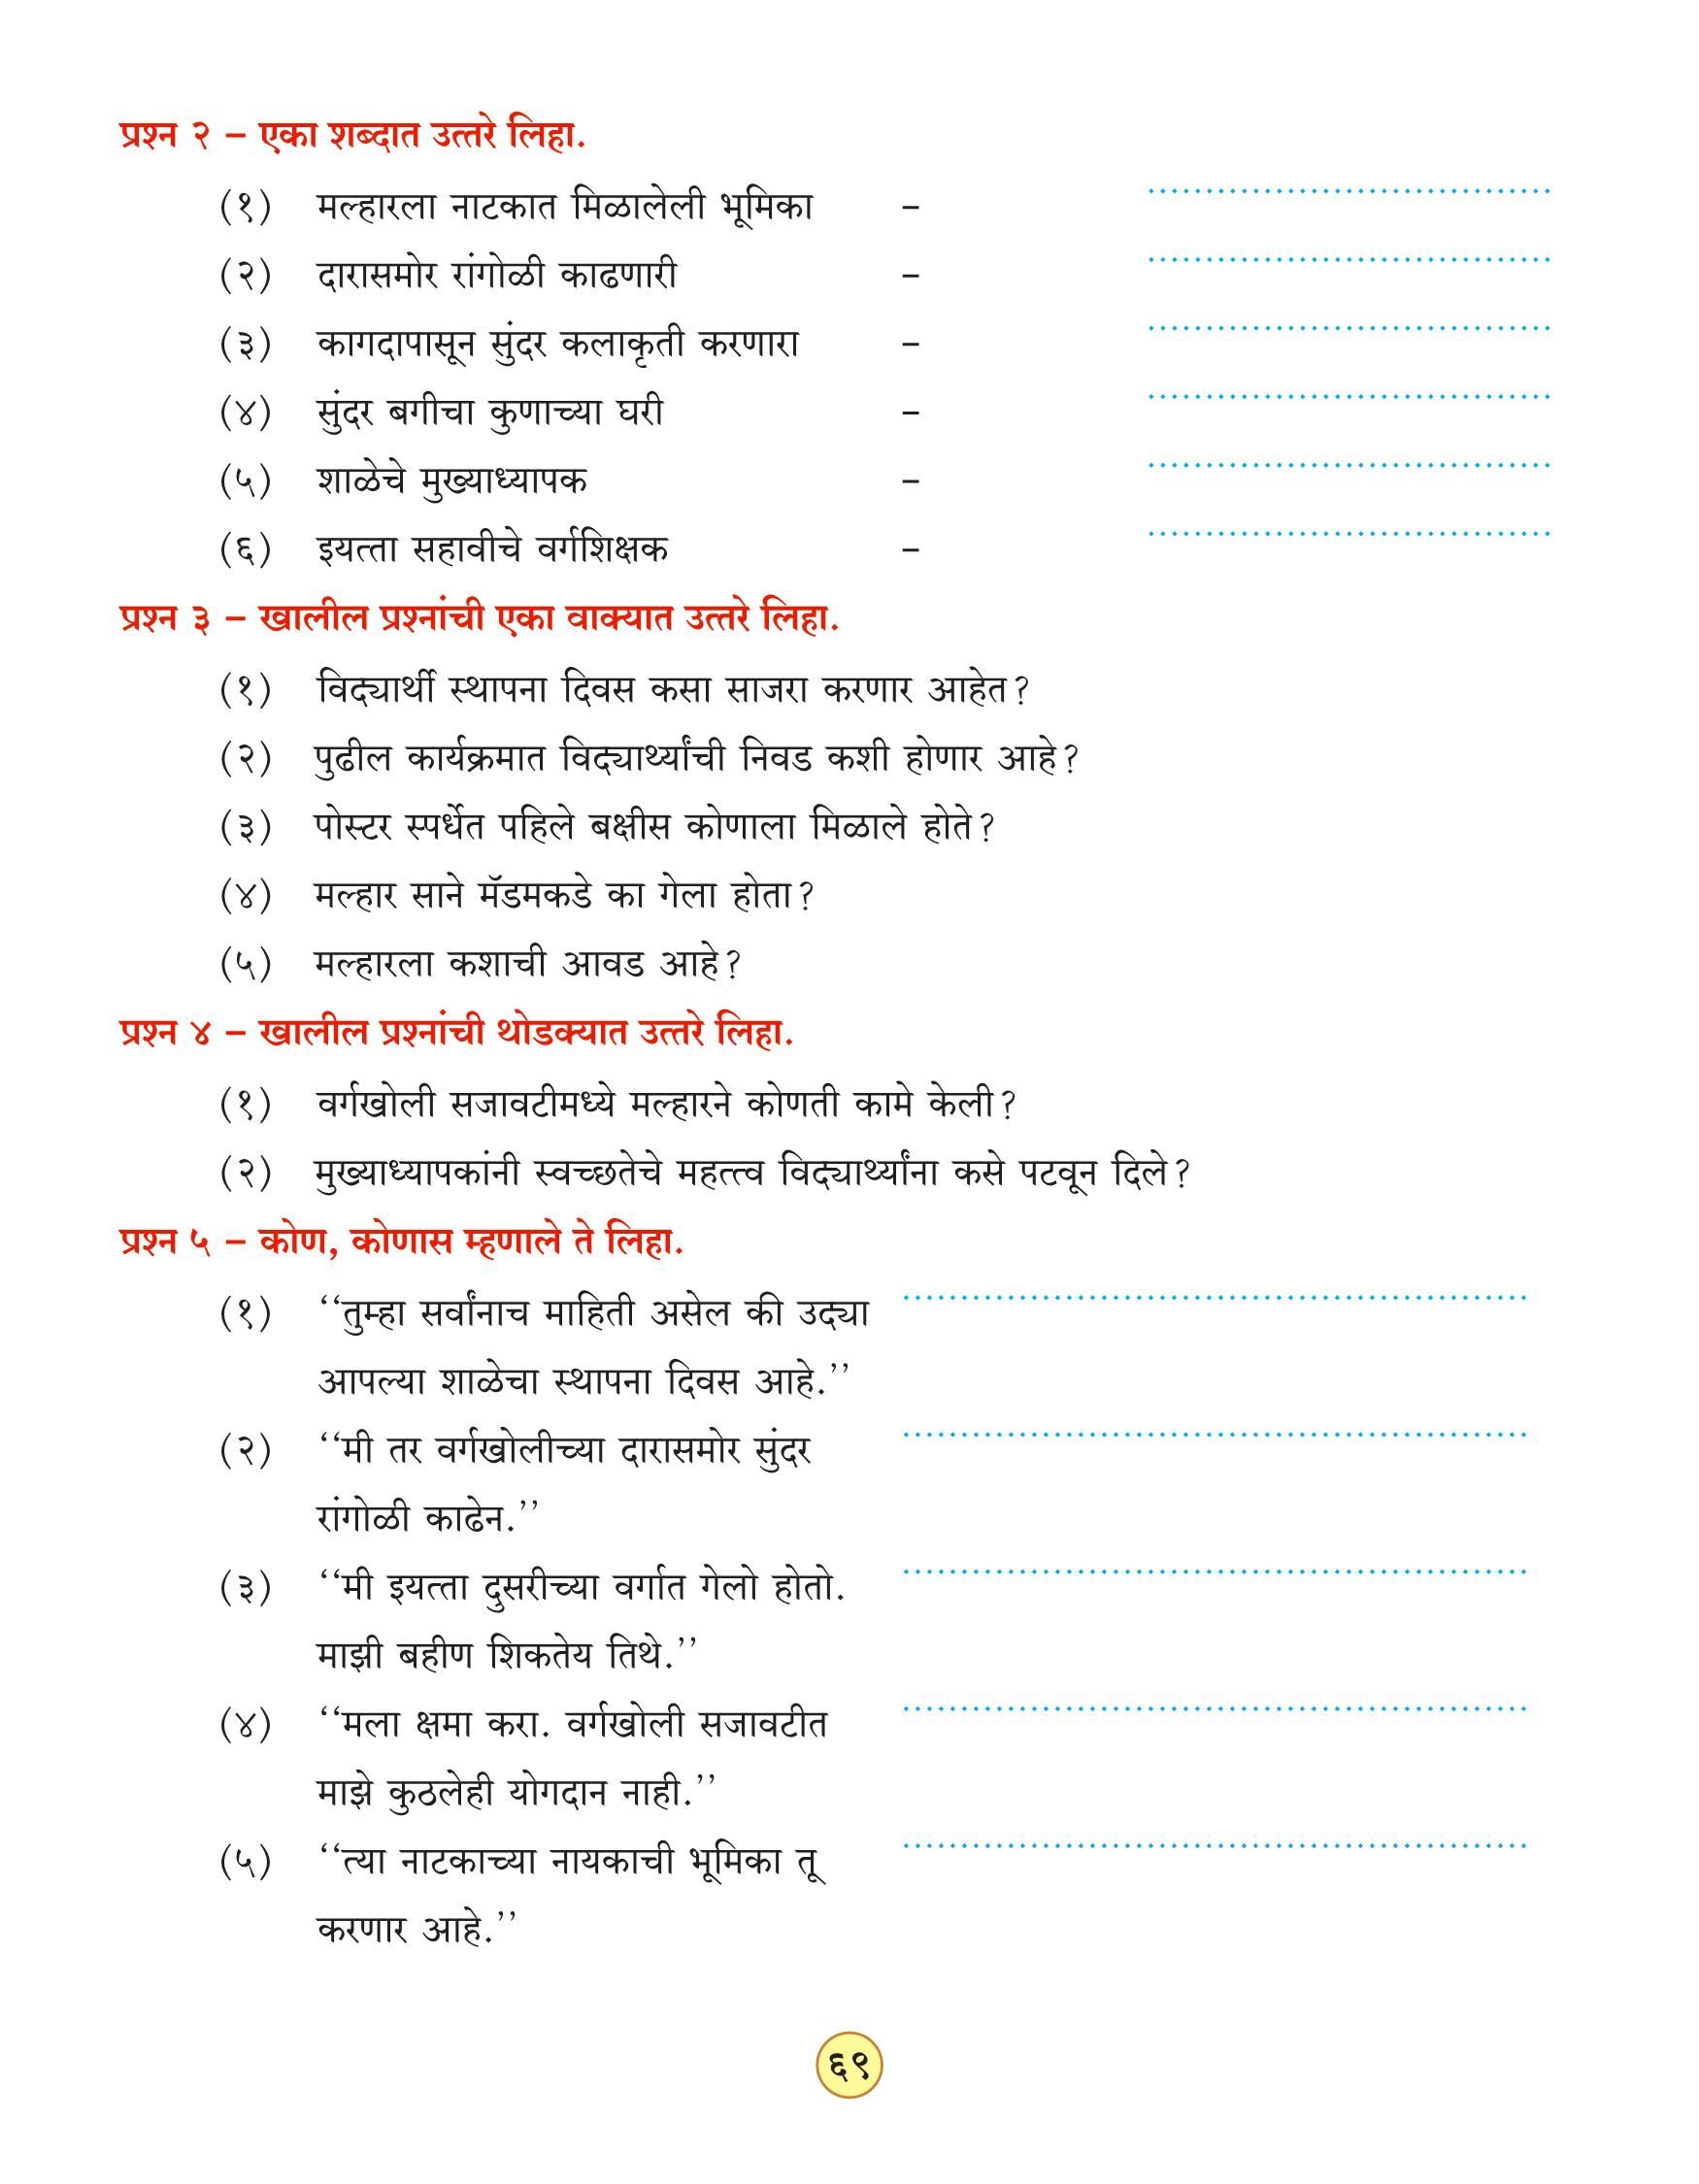 प्रश्न २ – एका शब्दात उत्तरे लिहा.
(१) मल्हारला नाटकात मिळालेली भूमिका – ..................................
(२) दारासमोर रांगोळी काढणारी – ..................................
(३) कागदापासून सुंदर कलाकृती करणारा – ..................................
(४) सुंदर बगीचा कुणाच्या घरी – ..................................
(५) शाळेचे मुख्याध्यापक – ..................................
(६) इयत्ता सहावीचे वर्गशिक्षक – ..................................
प्रश्न ३ – खालील प्रश्नांची एका वाक्यात उत्तरे लिहा.
(१) विद्यार्थी स्थापना दिवस कसा साजरा करणार आहेत?
(२) पुढील कार्यक्रमात विद्यार्थ्यांची निवड कशी होणार आहे?
(३) पोस्टर स्पर्धेत पहिले बक्षीस कोणाला मिळाले होते?
(४) मल्हार साने मॅडमकडे का गेला होता?
(५) मल्हारला कशाची आवड आहे?
प्रश्न ४ – खालील प्रश्नांची थोडक्यात उत्तरे लिहा.
(१) वर्गखोली सजावटीमध्ये मल्हारने कोणती कामे केली?
(२) मुख्याध्यापकांनी स्वच्छतेचे महत्त्व विद्यार्थ्यांना कसे पटवून दिले?
प्रश्न ५ – कोण, कोणास म्हणाले ते लिहा.
(१) ‘‘तुम्हा सर्वांनाच माहिती असेल की उद्या ......................................................
आपल्या शाळेचा स्थापना दिवस आहे.’’
(२) ‘‘मी तर वर्गखोलीच्या दारासमोर सुंदर ......................................................
रांगोळी काढेन.’’
(३) ‘‘मी इयत्ता दुसरीच्या वर्गात गेलो होतो. ......................................................
माझी बहीण शिकतेय तिथे.’’
(४) ‘‘मला क्षमा करा. वर्गखोली सजावटीत ......................................................
माझे कुठलेही योगदान नाही.’’
(५) ‘‘त्या नाटकाच्या नायकाची भूमिका तू ......................................................
करणार आहे.’’
६९